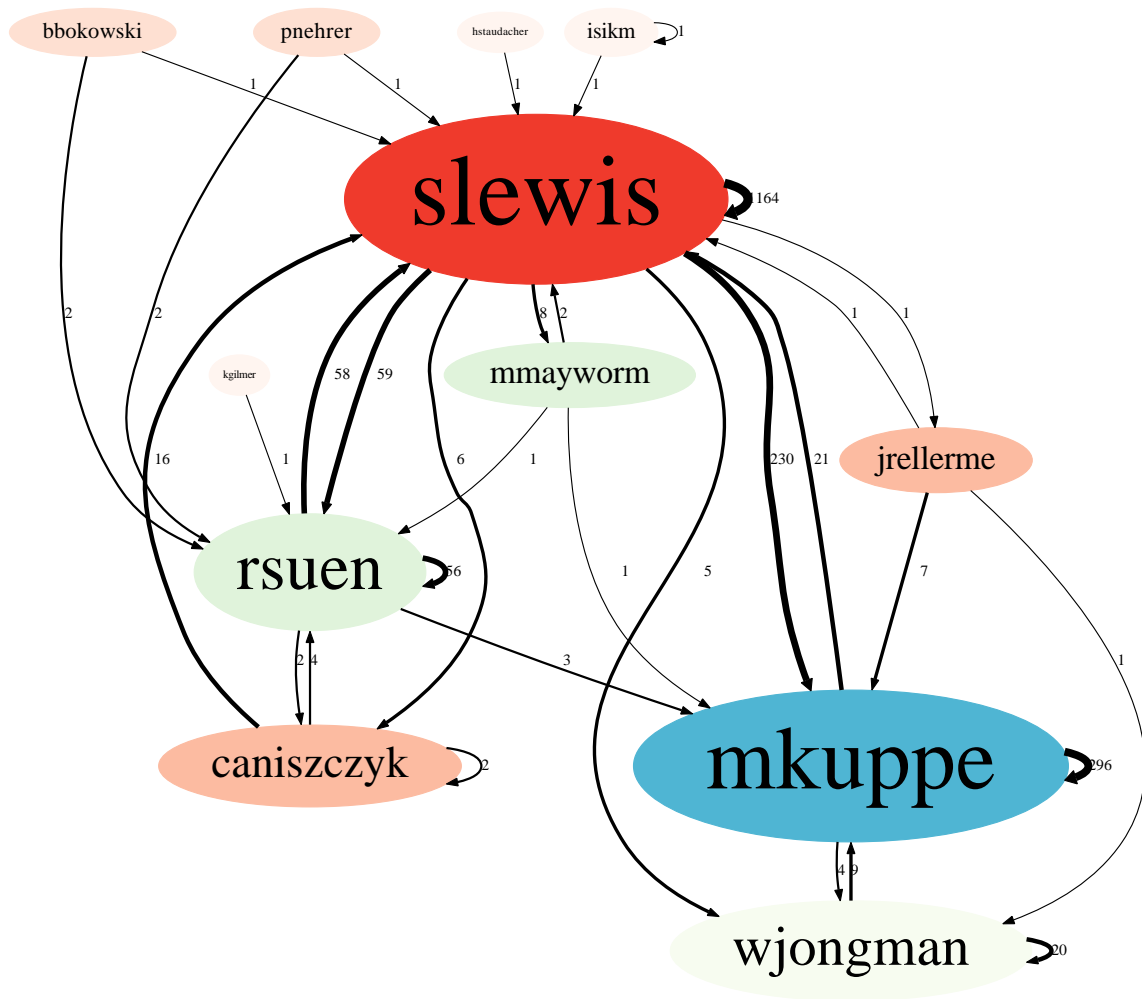 bbokowski
pnehrer
hstaudacher
isikm
1
1
1
1
1
slewis
1164
2
2
8
2
1
1
kgilmer
58
59
mmayworm
16
6
1
1
230
21
jrellerme
rsuen
56
1
5
7
2
4
3
1
caniszczyk
2
mkuppe
296
4
9
wjongman
20